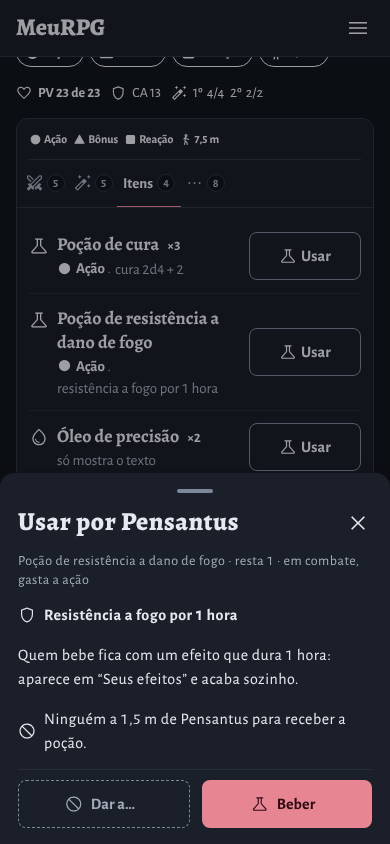 MeuRPG
PV 23 de 23 CA 13 1º 4/4 2º 2/2
Ação Bônus Reação 7,5 m
5 5 Itens 4 ··· 8
Poção de cura ×3
Ação · cura 2d4 + 2
Usar
Poção de resistência a
dano de fogo
Ação ·
resistência a fogo por 1 hora
Usar
Óleo de precisão ×2
só mostra o texto
Usar
Usar por Pensantus
Poção de resistência a dano de fogo · resta 1 · em combate,
gasta a ação
Resistência a fogo por 1 hora
Quem bebe fica com um efeito que dura 1 hora:
aparece em “Seus efeitos” e acaba sozinho.
Ninguém a 1,5 m de Pensantus para receber a
poção.
Dar a...
Beber